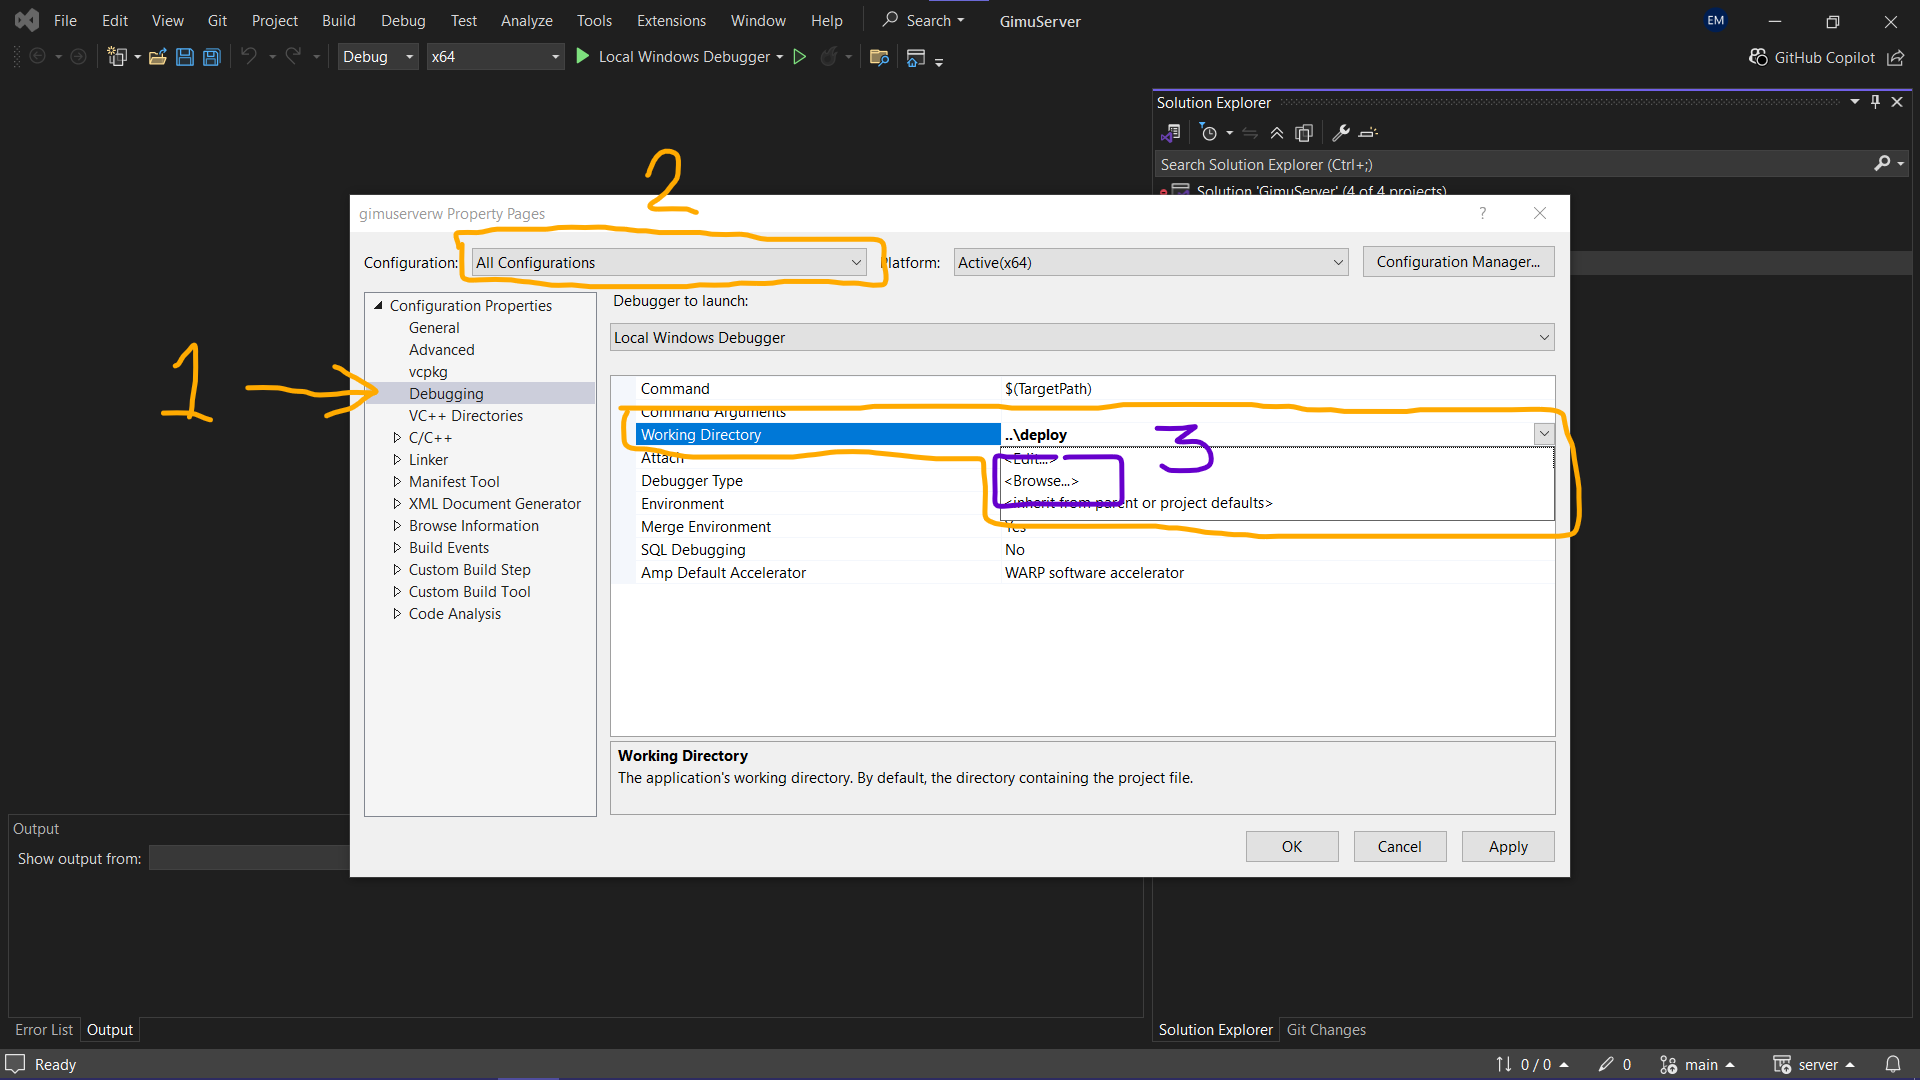 File Edit View Git Project Build Debug Test Analyze Tools Extensions Window Help Search GimuServer EM
Debug x64 Local Windows Debugger GitHub Copilot
Solution Explorer
Search Solution Explorer (Ctrl+;)
Solution 'GimuServer' (4 of 4 projects)
2
gimuserverw Property Pages ?
Configuration: All Configurations Platform: Active(x64) Configuration Manager...
Configuration Properties
General
Advanced
vcpkg
Debugging
VC++ Directories
C/C++
Linker
Manifest Tool
XML Document Generator
Browse Information
Build Events
Custom Build Step
Custom Build Tool
Code Analysis
1
Debugger to launch:
Local Windows Debugger
Command $(TargetPath)
Command Arguments
Working Directory ..\deploy
3
Attach <Edit...>
Debugger Type <Browse...>
Environment <inherit from parent or project defaults>
Merge Environment Yes
SQL Debugging No
Amp Default Accelerator WARP software accelerator
Working Directory
The application's working directory. By default, the directory containing the project file.
OK Cancel Apply
Output
Show output from:
Error List Output
Solution Explorer Git Changes
Ready 0 / 0 0 main server